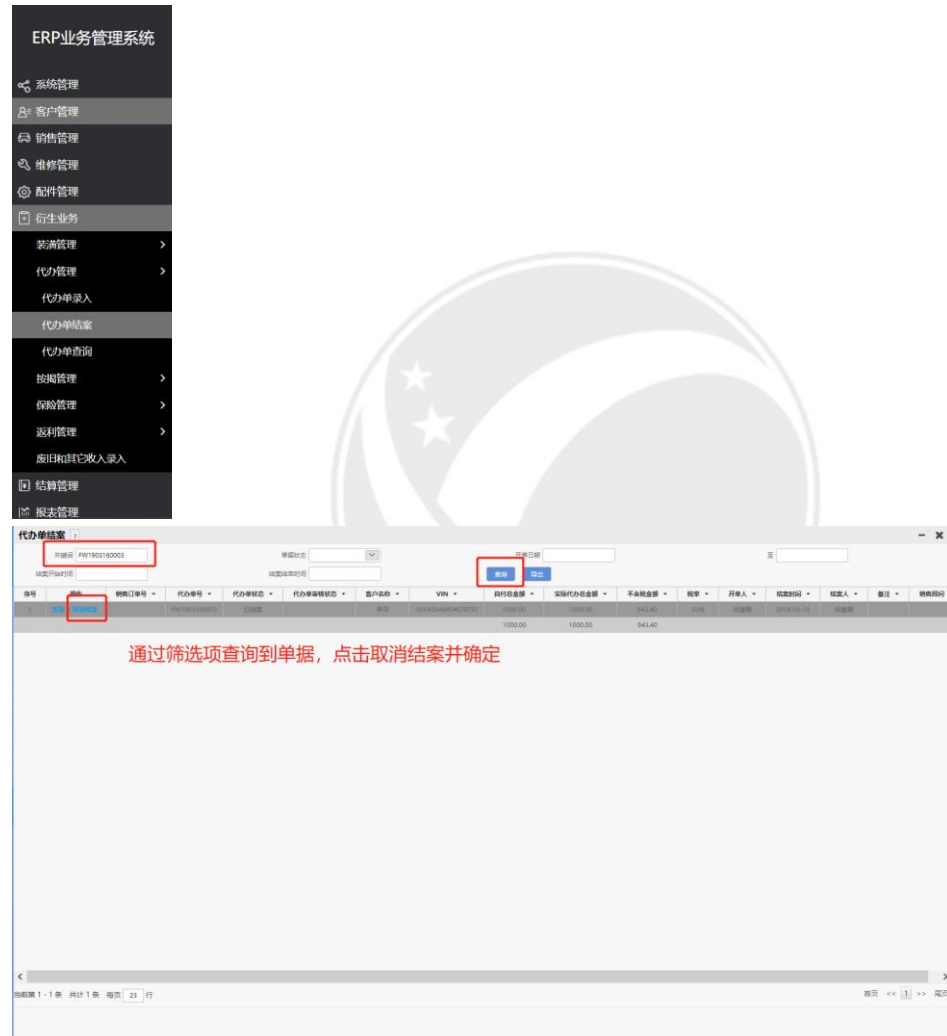 ERP业务管理系统
系统管理
客户管理
销售管理
维修管理
配件管理
衍生业务
装潢管理
代办管理
代办单录入
代办单结案
代办单查询
按揭管理
保险管理
返利管理
废旧和其它收入录入
结算管理
报表管理
代办单结案
关键词 FW1903160003 单据状态 开单日期 至
结案开始时间 结案结束时间 查询 导出
序号 操作 销售订单号 代办单号 代办单状态 代办单审核状态 客户名称 VIN 自付总金额 实际代办总金额 不含税金额 税率 开单人 结案时间 结案人 备注 销售顾问
1 查看 取消结案 FW1903160003 已结案 1000.00 1000.00 943.40 0.06
1000.00 1000.00 943.40
通过筛选项查询到单据，点击取消结案并确定
当前第 1 - 1 条 共计 1 条 每页 23 行 首页 << 1 >> 尾页